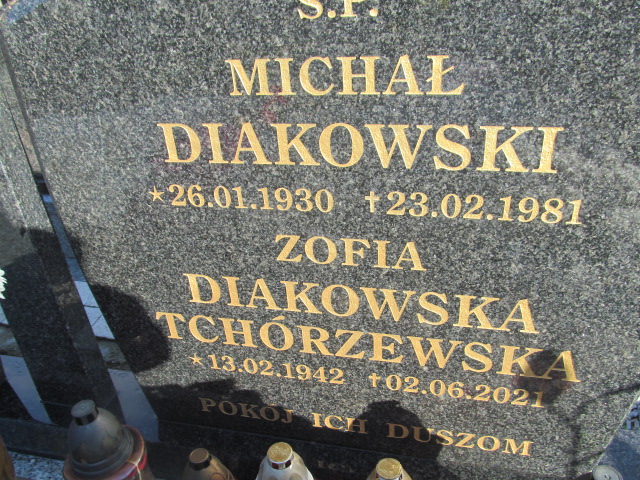 Ś.P.
MICHAŁ
DIAKOWSKI
*26.01.1930 †23.02.1981
ZOFIA
DIAKOWSKA
TCHÓRZEWSKA
*13.02.1942 †02.06.2021
POKÓJ ICH DUSZOM